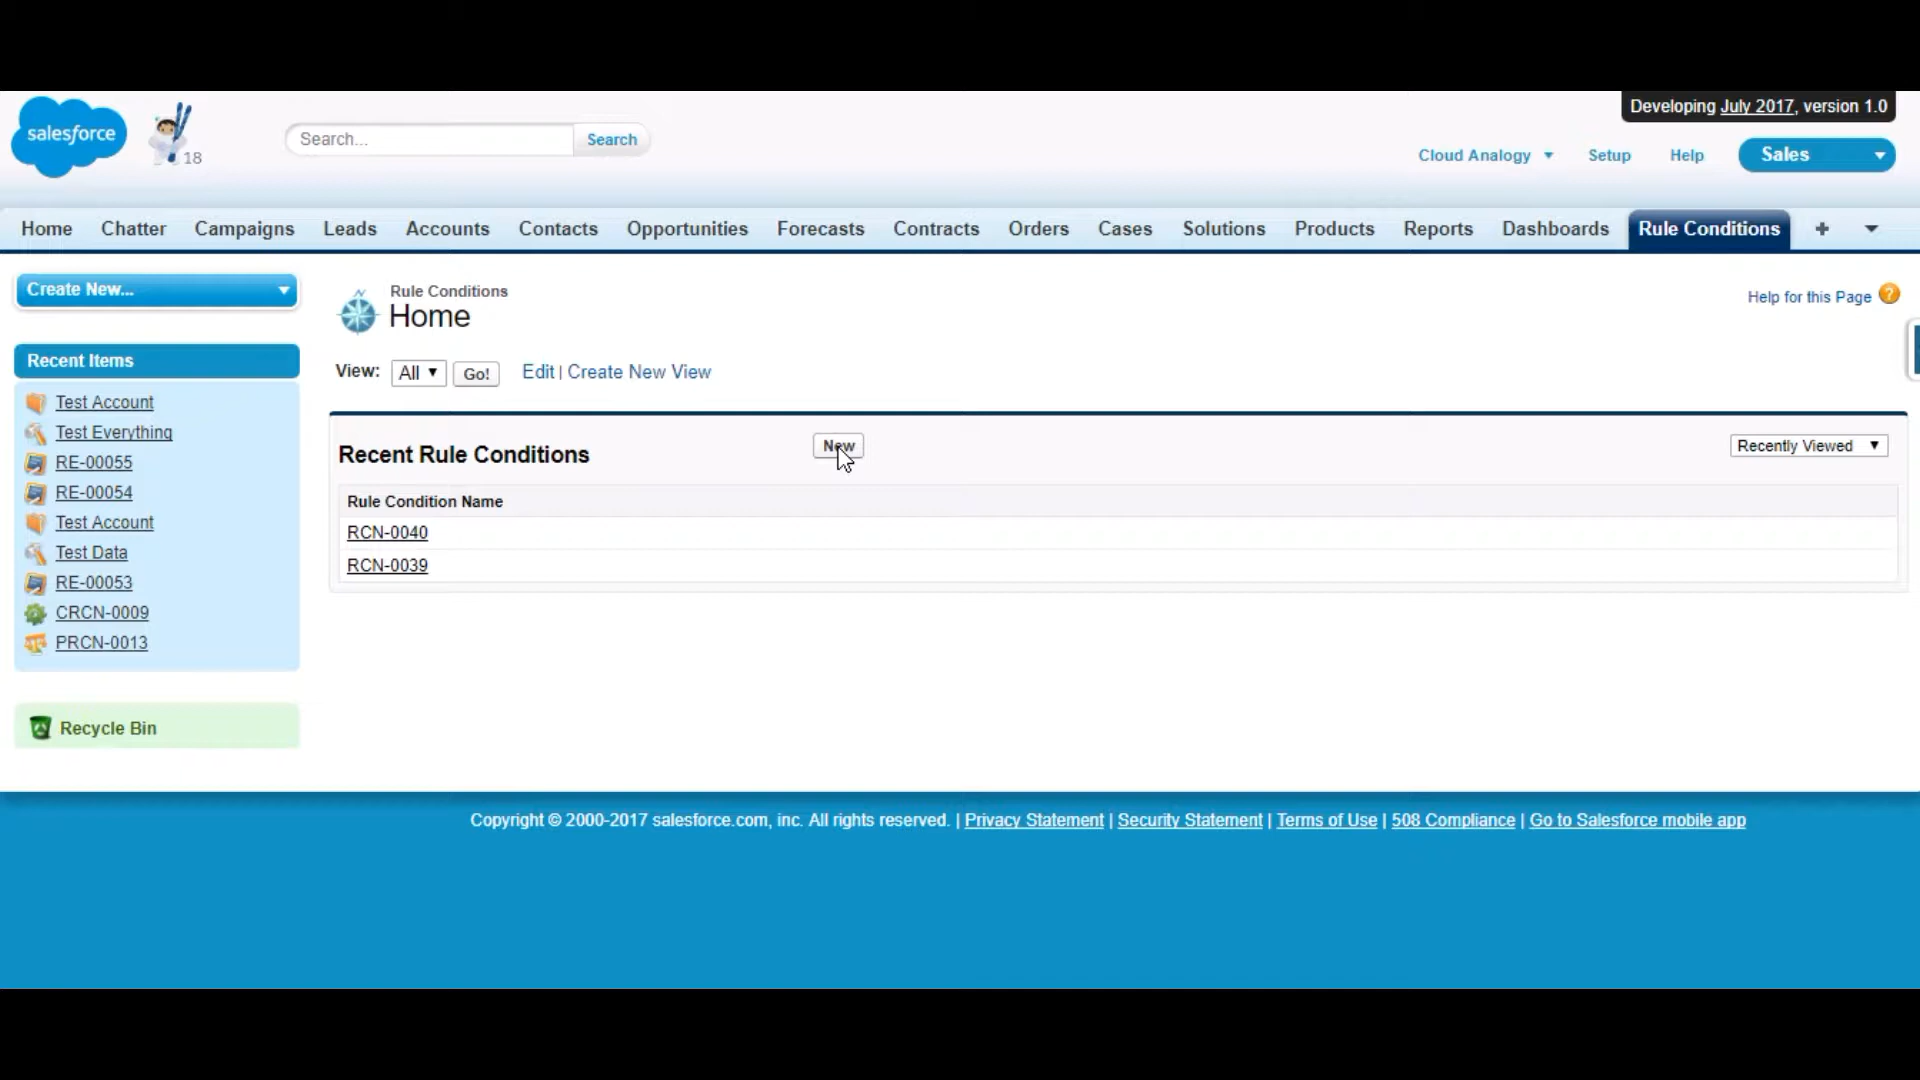 Developing July 2017, version 1.0
salesforce
18
Search...
Search
Cloud Analogy
Setup
Help
Sales
Home
Chatter
Campaigns
Leads
Accounts
Contacts
Opportunities
Forecasts
Contracts
Orders
Cases
Solutions
Products
Reports
Dashboards
Rule Conditions
+
Create New...
Recent Items
Test Account
Test Everything
RE-00055
RE-00054
Test Account
Test Data
RE-00053
CRCN-0009
PRCN-0013
Recycle Bin
Rule Conditions
Home
Help for this Page ?
View: All Go! Edit | Create New View
Recent Rule Conditions
New
Recently Viewed
Rule Condition Name
RCN-0040
RCN-0039
Copyright © 2000-2017 salesforce.com, inc. All rights reserved. | Privacy Statement | Security Statement | Terms of Use | 508 Compliance | Go to Salesforce mobile app